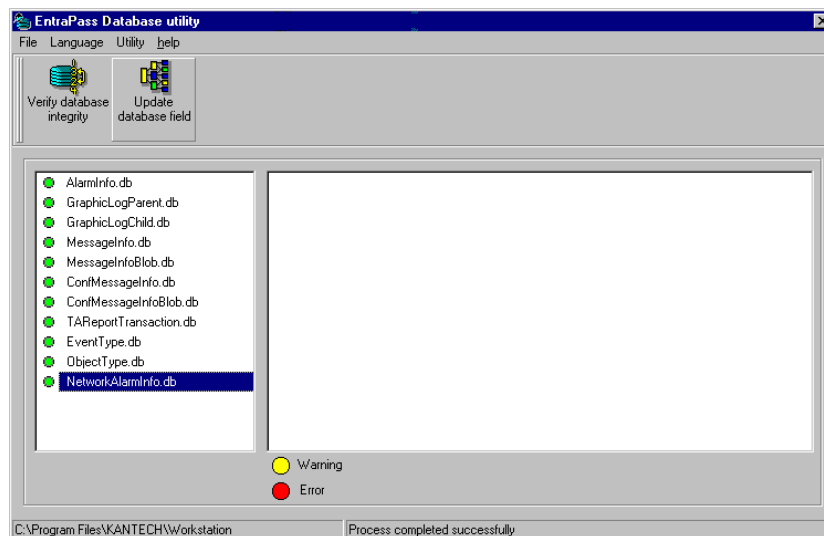 EntraPass Database utility
File Language Utility help
Verify database integrity
Update database field
AlarmInfo.db
GraphicLogParent.db
GraphicLogChild.db
MessageInfo.db
MessageInfoBlob.db
ConfMessageInfo.db
ConfMessageInfoBlob.db
TAReportTransaction.db
EventType.db
ObjectType.db
NetworkAlarmInfo.db
Warning
Error
C:\Program Files\KANTECH\Workstation
Process completed successfully